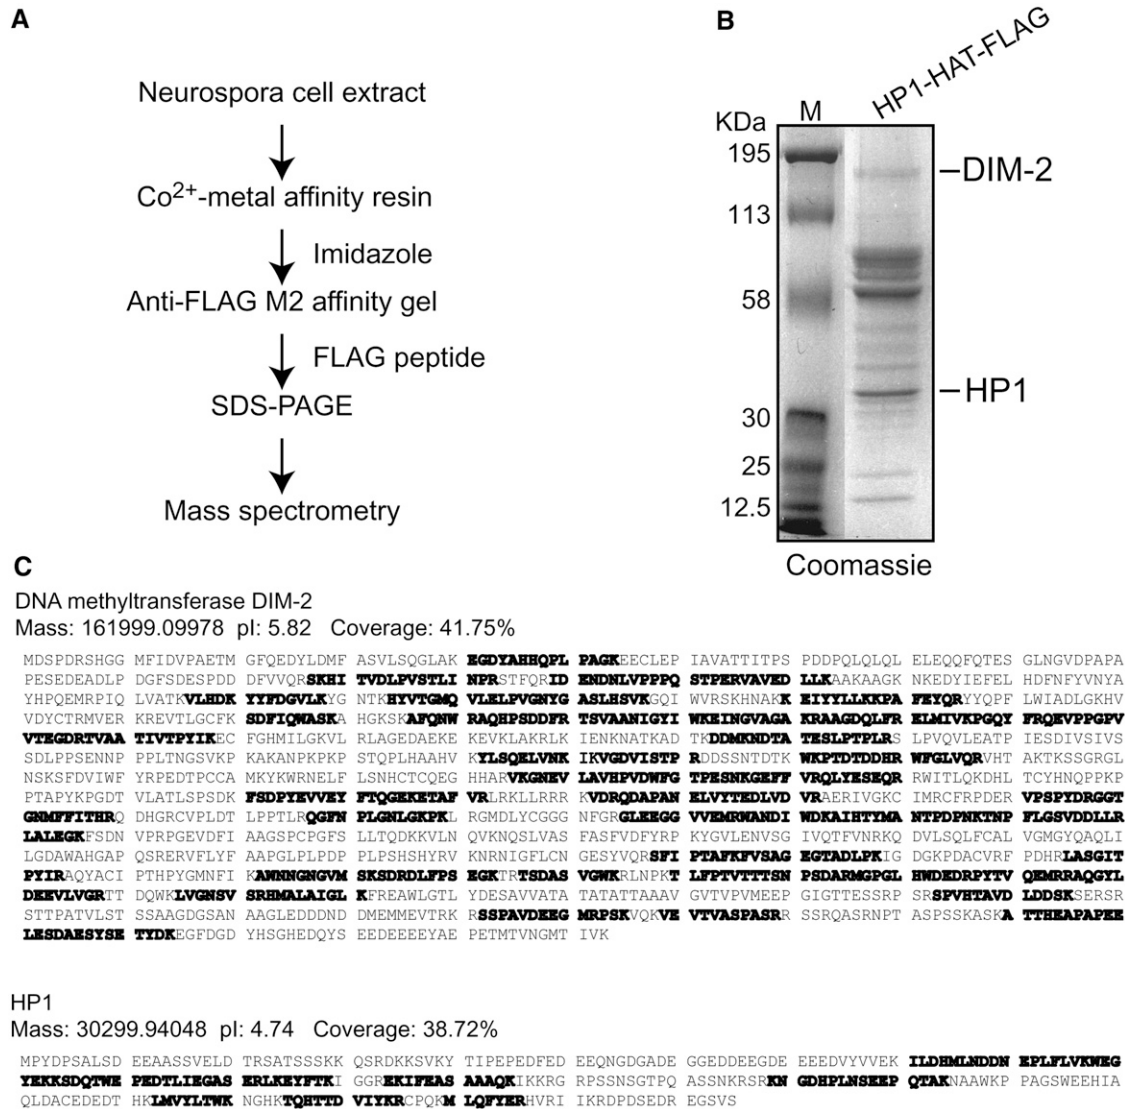 A
Neurospora cell extract
Co2+-metal affinity resin
Imidazole
Anti-FLAG M2 affinity gel
FLAG peptide
SDS-PAGE
Mass spectrometry
B
HP1-HAT-FLAG
M
KDa
195
DIM-2
113
58
HP1
30
25
12.5
Coomassie
C
DNA methyltransferase DIM-2
Mass: 161999.09978 pI: 5.82 Coverage: 41.75%
MDSPDRSHGG MFIDVPAETM GFQEDYLDMF ASVLSQGLAK EGDYAHHQPL PAGKEECLEP IAVATTITPS PDDPQLQLQL ELEQQFQTES GLNGVDPAPA
PESEDEADLP DGFSDESPDD DFVVQRSKHI TVDLPVSTLI NPRSTFQRID ENDNLVPPPQ STPERVAVED LLKAAKAAGK NKEDYIEFEL HDFNFYVNYA
YHPQEMRPIQ LVATKVLHDK YYFDGVLKYG NTKHYVTGMQ VLELPVGNYG ASLHSVKGQI WVRSKHNAKK EIYYLLKKPA FEYQRYYQPF LWIADLGKHV
VDYCTRMVER KREVTLGCFK SDFIQWASKA HGKSKAFQNW RAQHPSDDFR TSVAANIGYI WKEINGVAGA KRAAGDQLFR ELMIVKPGQY FRQEVPPGPV
VTEGDRTVAA TIVTPYIKEC FGHMILGKVL RLAGEDAEKE KEVKLAKRLK IENKNATKAD TKDDMKNDTA TESLPTPLRS LPVQVLEATP IESDIVSIVS
SDLPPSENNP PPLTNGSVKP KAKANPKPKP STQPLHAAHV KYLSQELVNK IKVGDVISTP RDDSSNTDTK WKPTDTDDHR WFGLVQRVHT AKTKSSGRGL
NSKSFDVIWF YRPEDTPCCA MKYKWRNELF LSNHCTCQEG HHARVKGNEV LAVHPVDWFG TPESNKGEFF VRQLYESEQR RWITLQKDHL TCYHNQPPKP
PTAPYKPGDT VLATLSPSDK FSDPYEVVEY FTQGEKETAF VRLRKLLRRR KVDRQDAPAN ELVYTEDLVD VRAERIVGKC IMRCFRPDER VPSPYDRGGT
GNMFFITHRQ DHGRCVPLDT LPPTLRQGFN PLGNLGKPKL RGMDLYCGGG NFGRGLEEGG VVEMRWANDI WDKAIHTYMA NTPDPNKTNP FLGSVDDLLR
LALEGKFSDN VPRPGEVDFI AAGSPCPGFS LLTQDKKVLN QVKNQSLVAS FASFVDFYRP KYGVLENVSG IVQTFVNRKQ DVLSQLFCAL VGMGYQAQLI
LGDAWAHGAP QSRERVFLYF AAPGLPLPDP PLPSHSHYRV KNRNIGFLCN GESYVQRSFI PTAFKFVSAG EGTADLPKIG DGKPDACVRF PDHRLASGIT
PYIRAQYACI PTHPYGMNFI KAWNNGNGVM SKSDRDLFPS EGKTRTSDAS VGWKRLNPKT LFPTVTTTSN PSDARMGPGL HWDEDRPYTV QEMRRAQGYL
DEEVLVGRTT DQWKLVGNSV SRHMALAIGL KFREAWLGTL YDESAVVATA TATATTAAAV GVTVPVMEEP GIGTTESSRP SRSPVHTAVD LDDSKSERSR
STTPATVLST SSAAGDGSAN AAGLEDDDND DMEMMEVTRK RSSPAVDEEG MRPSKVQKVE VTVASPASRR SSRQASRNPT ASPSSKASKA TTHEAPAPEE
LESDAESYSE TYDKEGFDGD YHSGHEDQYS EEDEEEEYAE PETMTVNGMT IVK
HP1
Mass: 30299.94048 pI: 4.74 Coverage: 38.72%
MPYDPSALSD EEAASSVELD TRSATSSSKK QSRDKKSVKY TIPEPEDFED EEQNGDGADE GGEDDEEGDE EEEDVYVVEK ILDHMLNDDN EPLFLVKWEG
YEKKSDQTWE PEDTLIEGAS ERLKEYFTKI GGREKIFEAS AAAQKIKKRG RPSSNSGTPQ ASSNKRSRKN GDHPLNSEEP QTAKNAAWKP PAGSWEEHIA
QLDACEDEDT HKLMVYLTWK NGHKTQHTTD VIYKRCPQKM LQFYERHVRI IKRDPDSEDR EGSVS